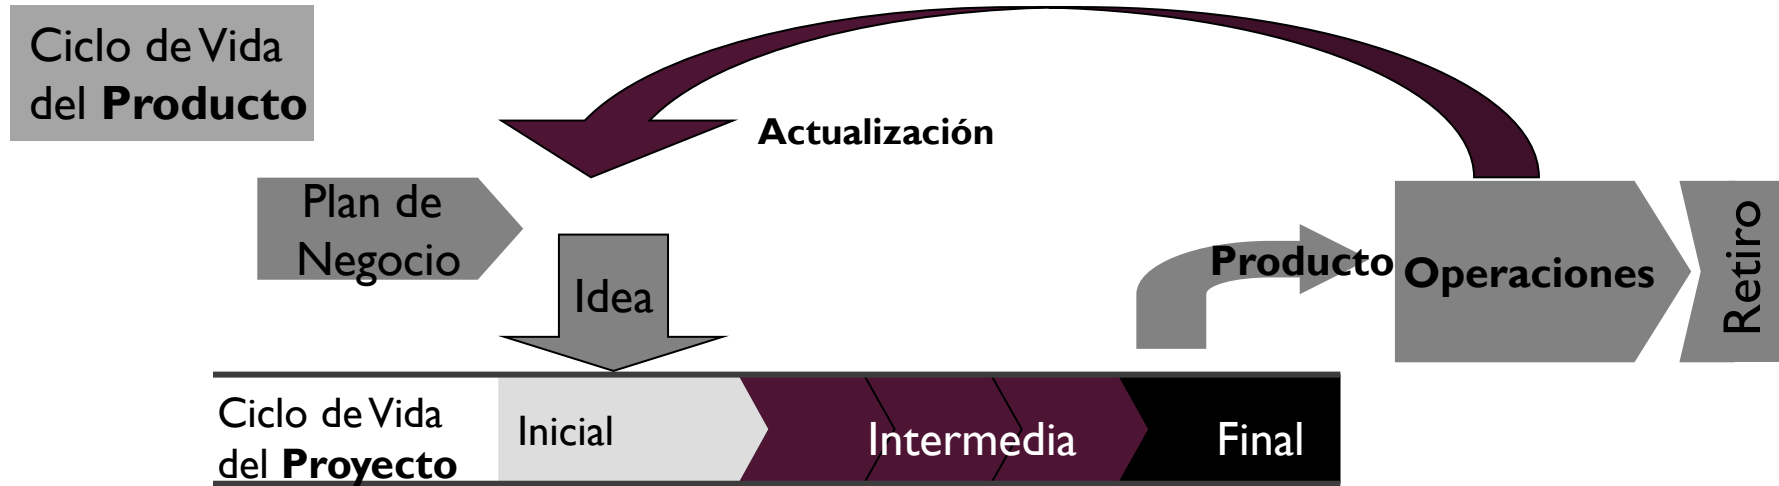 Ciclo de Vida
del Producto
Actualización
Plan de
Negocio
Idea
Producto
Operaciones
Retiro
Ciclo de Vida
del Proyecto
Inicial
Intermedia
Final